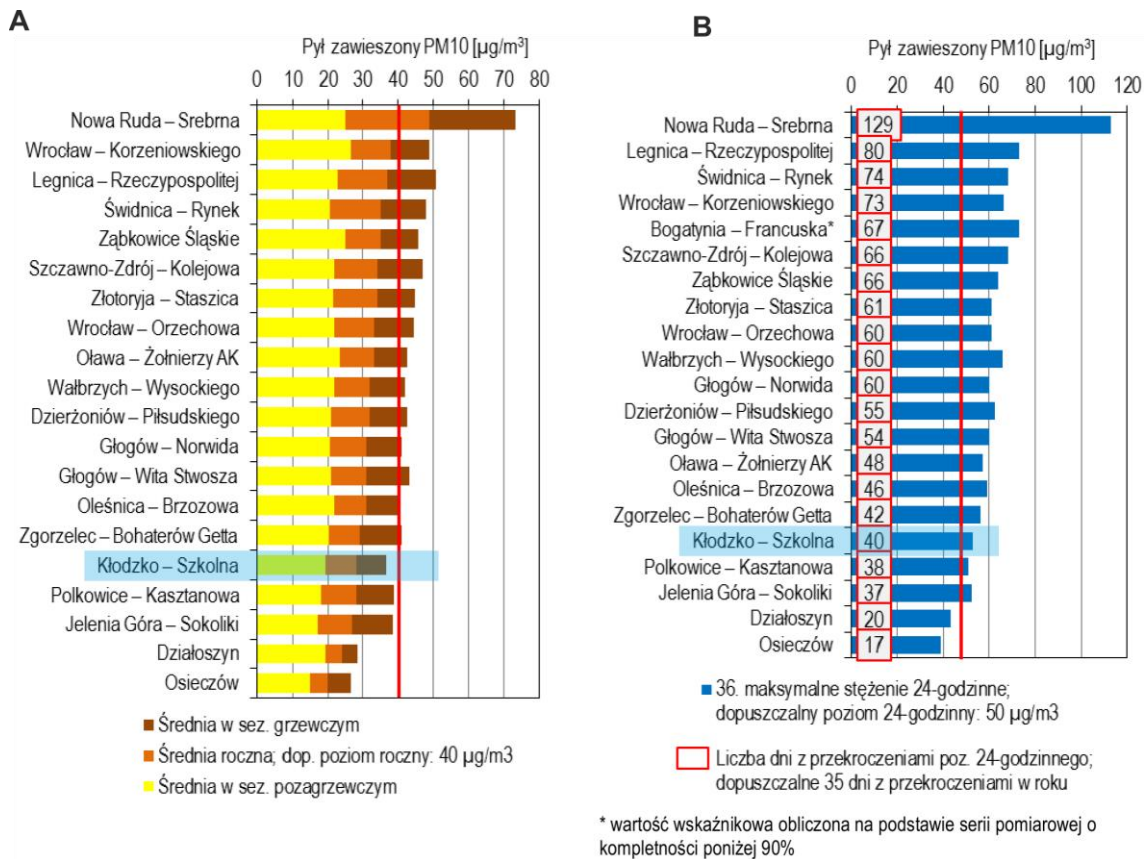 A
Pył zawieszony PM10 [µg/m³]
0 10 20 30 40 50 60 70 80
Nowa Ruda – Srebrna
Wrocław – Korzeniowskiego
Legnica – Rzeczypospolitej
Świdnica – Rynek
Ząbkowice Śląskie
Szczawno-Zdrój – Kolejowa
Złotoryja – Staszica
Wrocław – Orzechowa
Oława – Żołnierzy AK
Wałbrzych – Wysockiego
Dzierżoniów – Piłsudskiego
Głogów – Norwida
Głogów – Wita Stwosza
Oleśnica – Brzozowa
Zgorzelec – Bohaterów Getta
Kłodzko – Szkolna
Polkowice – Kasztanowa
Jelenia Góra – Sokoliki
Działoszyn
Osieczów
Średnia w sez. grzewczym
Średnia roczna; dop. poziom roczny: 40 µg/m3
Średnia w sez. pozagrzewczym
B
Pył zawieszony PM10 [µg/m³]
0 20 40 60 80 100 120
Nowa Ruda – Srebrna 129
Legnica – Rzeczypospolitej 80
Świdnica – Rynek 74
Wrocław – Korzeniowskiego 73
Bogatynia – Francuska* 67
Szczawno-Zdrój – Kolejowa 66
Ząbkowice Śląskie 66
Złotoryja – Staszica 61
Wrocław – Orzechowa 60
Wałbrzych – Wysockiego 60
Głogów – Norwida 60
Dzierżoniów – Piłsudskiego 55
Głogów – Wita Stwosza 54
Oława – Żołnierzy AK 48
Oleśnica – Brzozowa 46
Zgorzelec – Bohaterów Getta 42
Kłodzko – Szkolna 40
Polkowice – Kasztanowa 38
Jelenia Góra – Sokoliki 37
Działoszyn 20
Osieczów 17
36. maksymalne stężenie 24-godzinne;
dopuszczalny poziom 24-godzinny: 50 µg/m3
Liczba dni z przekroczeniami poz. 24-godzinnego;
dopuszczalne 35 dni z przekroczeniami w roku
* wartość wskaźnikowa obliczona na podstawie serii pomiarowej o
kompletności poniżej 90%